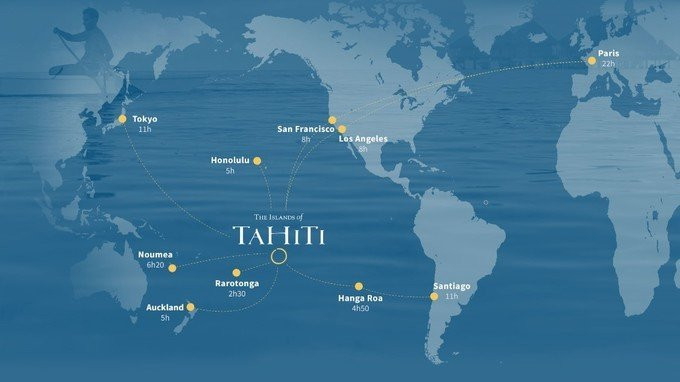 Paris
22h
Tokyo
11h
San Francisco
8h
Los Angeles
8h
Honolulu
5h
The Islands of
TAHITI
Noumea
6h20
Rarotonga
2h30
Auckland
5h
Hanga Roa
4h50
Santiago
11h